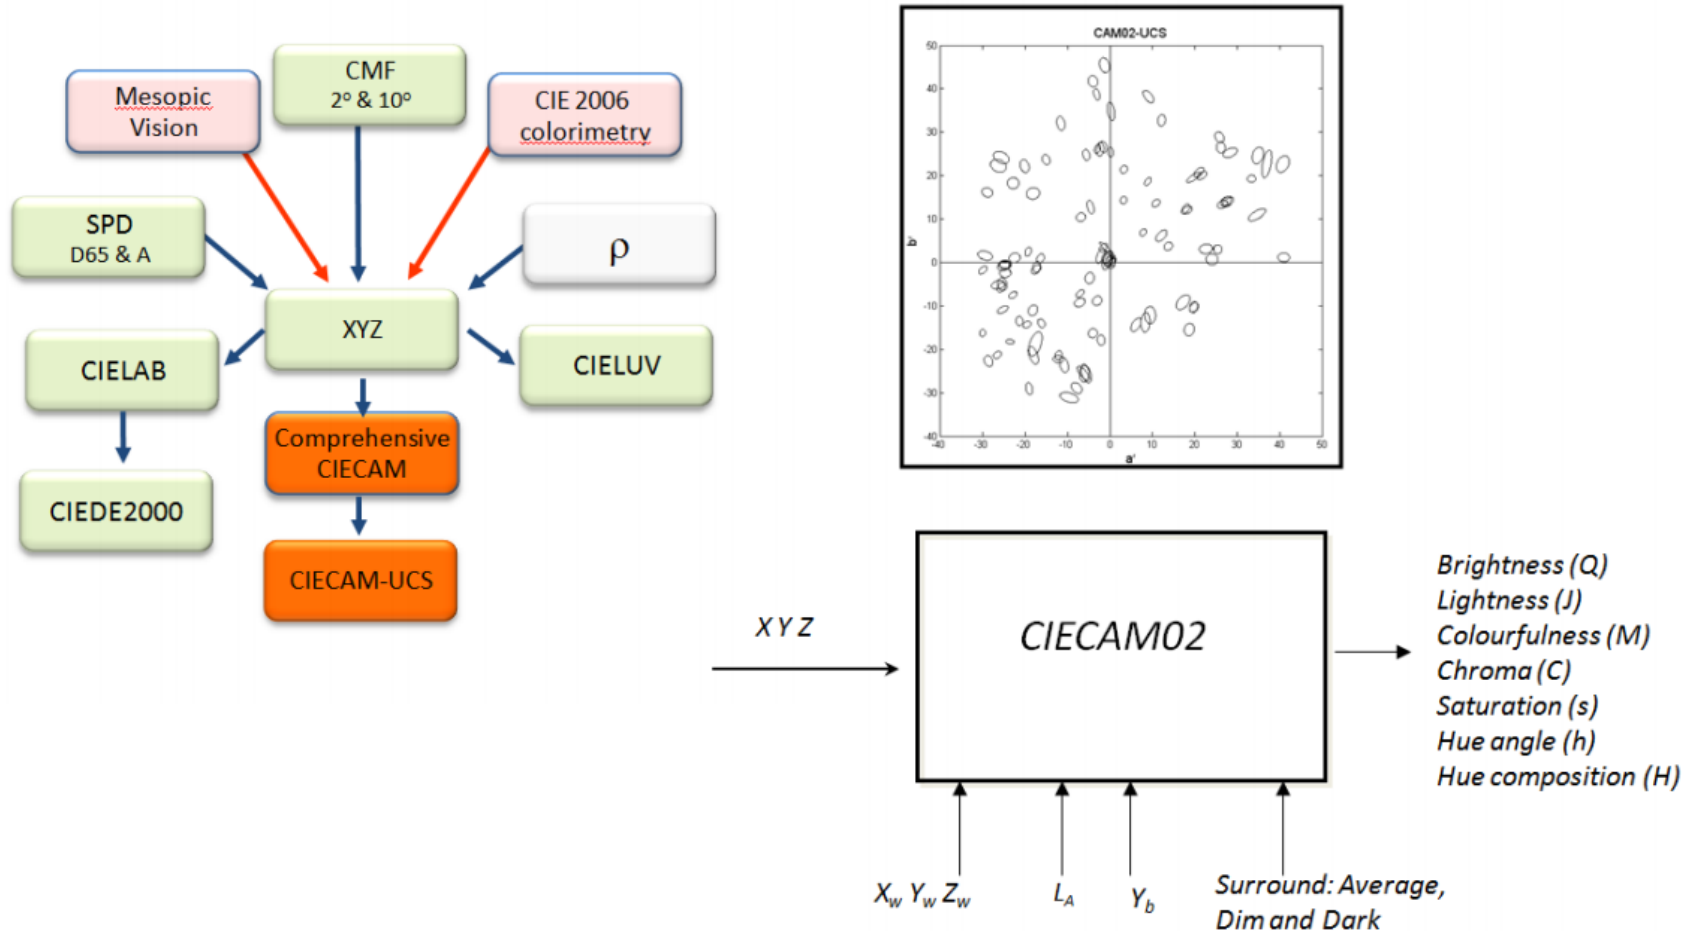 Mesopic
Vision
CMF
2º & 10º
CIE 2006
colorimetry
SPD
D65 & A
ρ
XYZ
CIELAB
CIELUV
Comprehensive
CIECAM
CIEDE2000
CIECAM-UCS
CAM02-UCS
50
40
30
20
10
0
-10
-20
-30
-40
b'
-40 -30 -20 -10 0 10 20 30 40 50
a'
X Y Z
CIECAM02
Brightness (Q)
Lightness (J)
Colourfulness (M)
Chroma (C)
Saturation (s)
Hue angle (h)
Hue composition (H)
Xw Yw Zw
LA
Yb
Surround: Average,
Dim and Dark